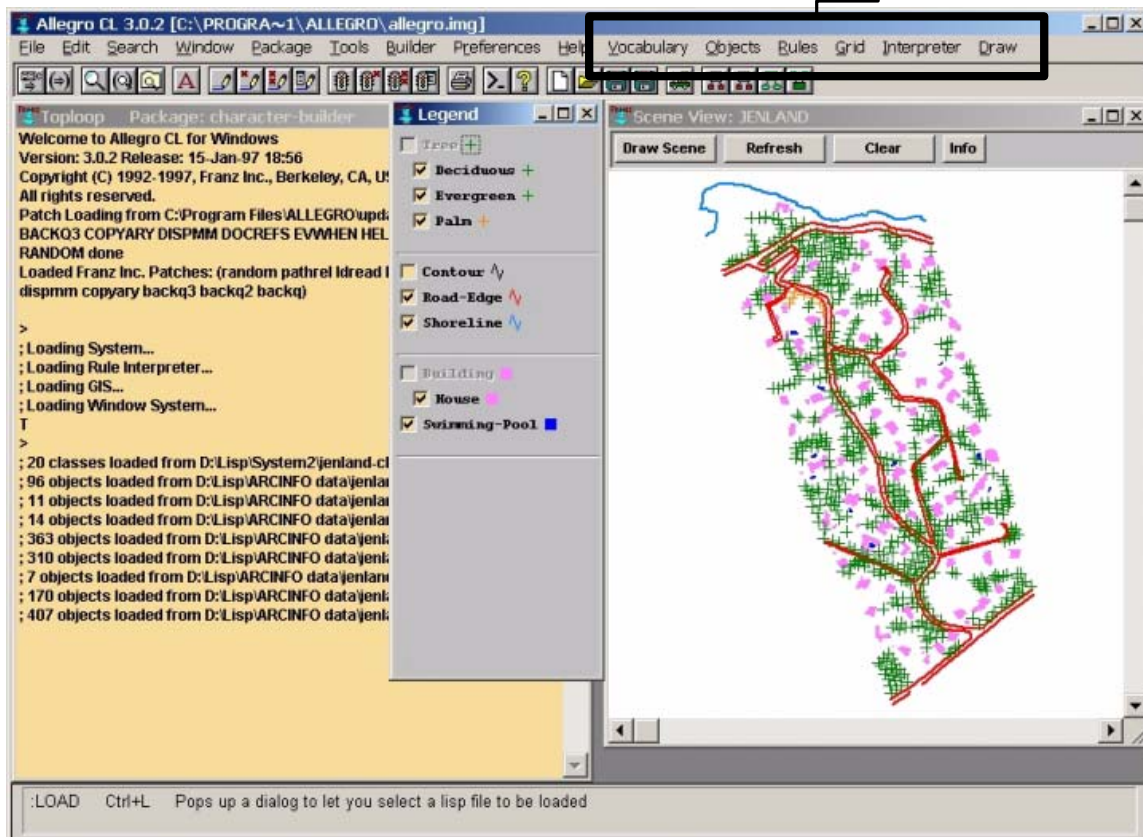 Allegro CL 3.0.2 [C:\PROGRA~1\ALLEGRO\allegro.img]
File Edit Search Window Package Tools Builder Preferences Help Vocabulary Objects Rules Grid Interpreter Draw
Toploop Package: character-builder
Welcome to Allegro CL for Windows
Version: 3.0.2 Release: 15-Jan-97 18:56
Copyright (C) 1992-1997, Franz Inc., Berkeley, CA,
All rights reserved.
Patch Loading from C:\Program Files\ALLEGRO\upd
BACKQ3 COPYARY DISPMM DOCREFS EVWHEN HEL
RANDOM done
Loaded Franz Inc. Patches: (random pathrel ldread
dispmm copyary backq3 backq2 backq)
>
; Loading System...
; Loading Rule Interpreter...
; Loading GIS...
; Loading Window System...
T
>
; 20 classes loaded from D:\Lisp\System2\jenland-cl
; 96 objects loaded from D:\Lisp\ARCINFO data\jenla
; 11 objects loaded from D:\Lisp\ARCINFO data\jenla
; 14 objects loaded from D:\Lisp\ARCINFO data\jenla
; 363 objects loaded from D:\Lisp\ARCINFO data\jenl
; 310 objects loaded from D:\Lisp\ARCINFO data\jenl
; 7 objects loaded from D:\Lisp\ARCINFO data\jenlan
; 170 objects loaded from D:\Lisp\ARCINFO data\jenl
; 407 objects loaded from D:\Lisp\ARCINFO data\jenl
Legend
Tree
Deciduous
Evergreen
Palm
Contour
Road-Edge
Shoreline
Building
House
Swimming-Pool
Scene View: JENLAND
Draw Scene Refresh Clear Info
:LOAD Ctrl+L Pops up a dialog to let you select a lisp file to be loaded